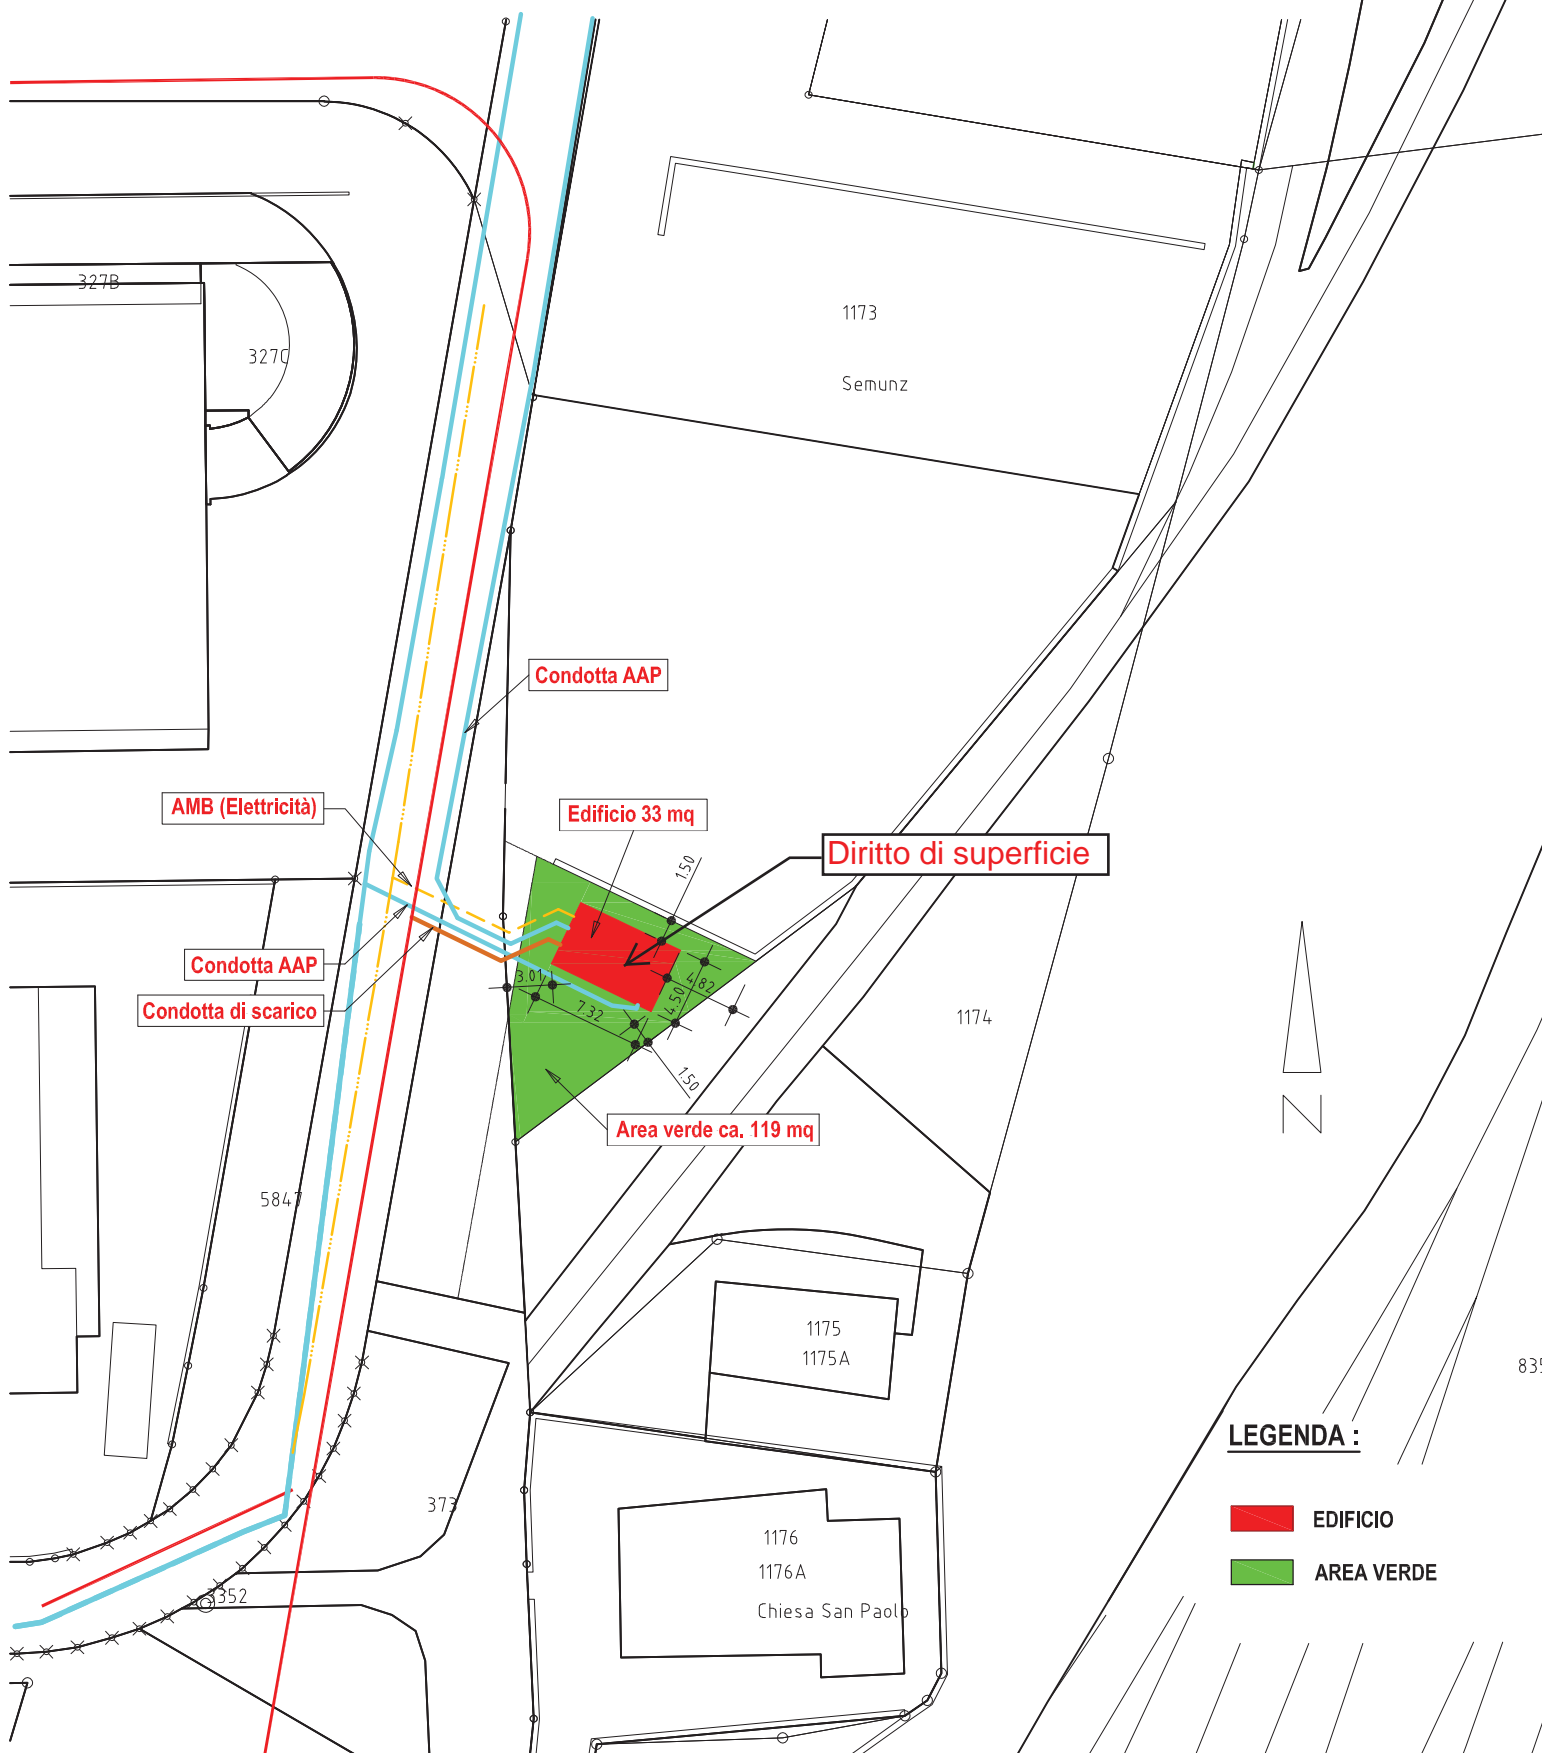 327B
327C
1173
Semunz
Condotta AAP
AMB (Elettricità)
Edificio 33 mq
Diritto di superficie
1.50
Condotta AAP
Condotta di scarico
3.01
7.32
4.50
4.82
1.50
1174
Area verde ca. 119 mq
N
5847
1175
1175A
LEGENDA :
EDIFICIO
AREA VERDE
373
1176
1176A
Chiesa San Paolo
3352